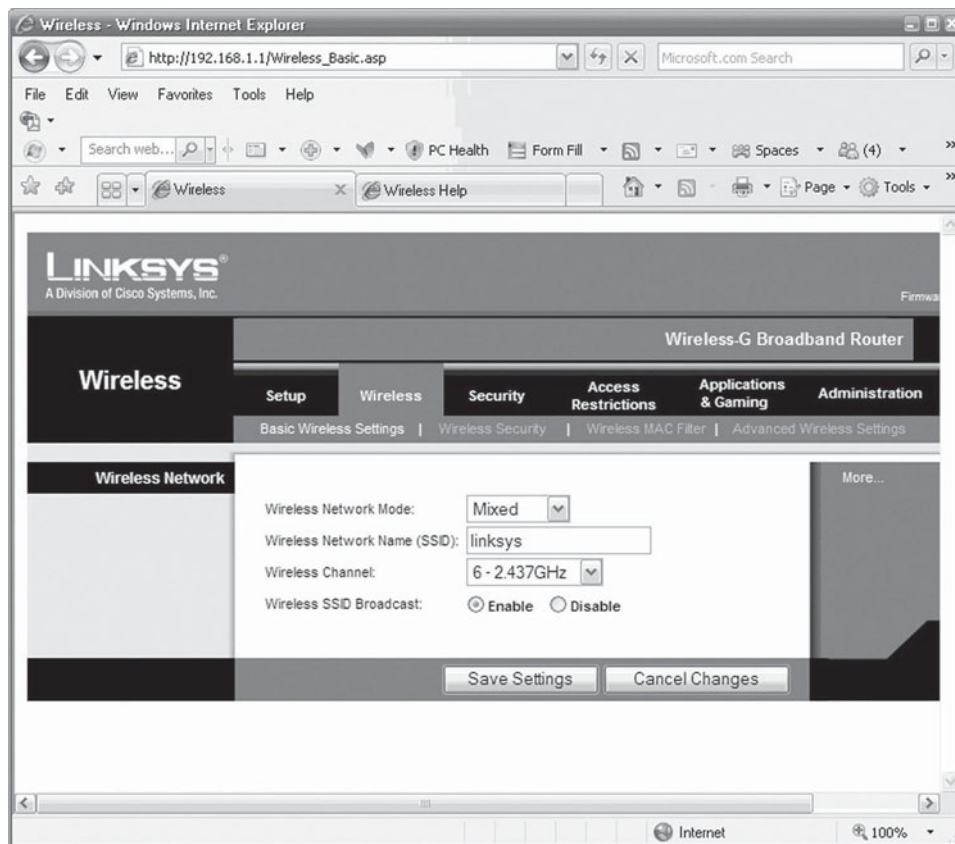 Wireless - Windows Internet Explorer
http://192.168.1.1/Wireless_Basic.asp
Microsoft.com Search
File Edit View Favorites Tools Help
Search web...
PC Health Form Fill Spaces (4) »
Wireless Wireless Help Page Tools »
LINKSYS®
A Division of Cisco Systems, Inc.
Wireless-G Broadband Router
Wireless
Setup Wireless Security Access Restrictions Applications & Gaming Administration
Basic Wireless Settings | Wireless Security | Wireless MAC Filter | Advanced Wireless Settings
Wireless Network More...
Wireless Network Mode: Mixed
Wireless Network Name (SSID): linksys
Wireless Channel: 6 - 2.437GHz
Wireless SSID Broadcast: Enable Disable
Save Settings Cancel Changes
Internet 100%